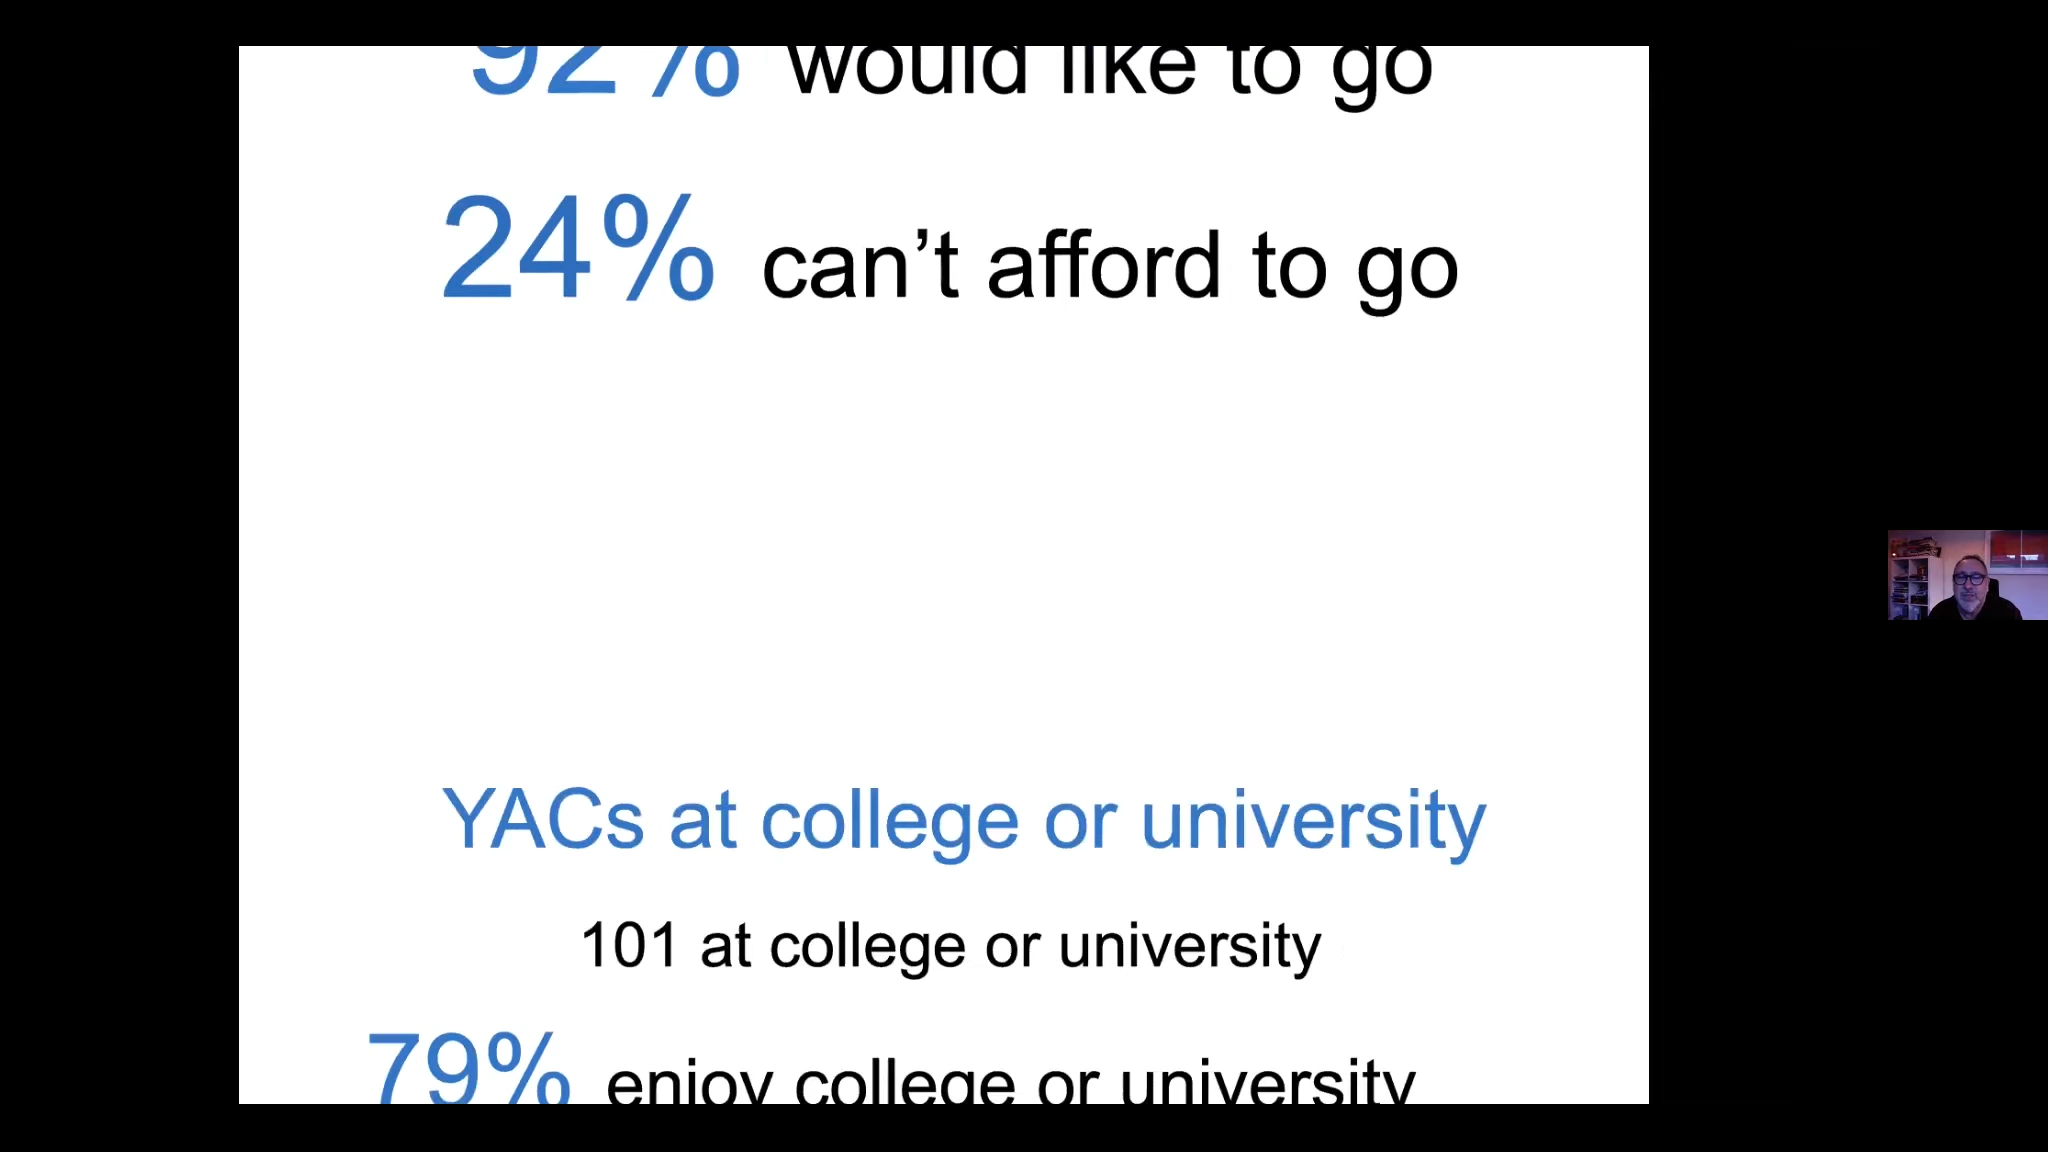 92% would like to go
24% can’t afford to go
YACs at college or university
101 at college or university
79% enjoy college or university